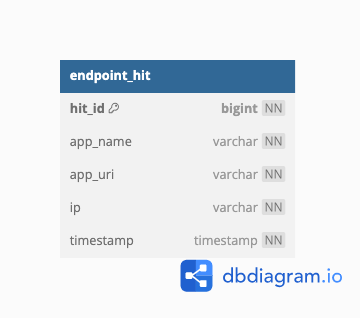 endpoint_hit
hit_id bigint NN
app_name varchar NN
app_uri varchar NN
ip varchar NN
timestamp timestamp NN
dbdiagram.io